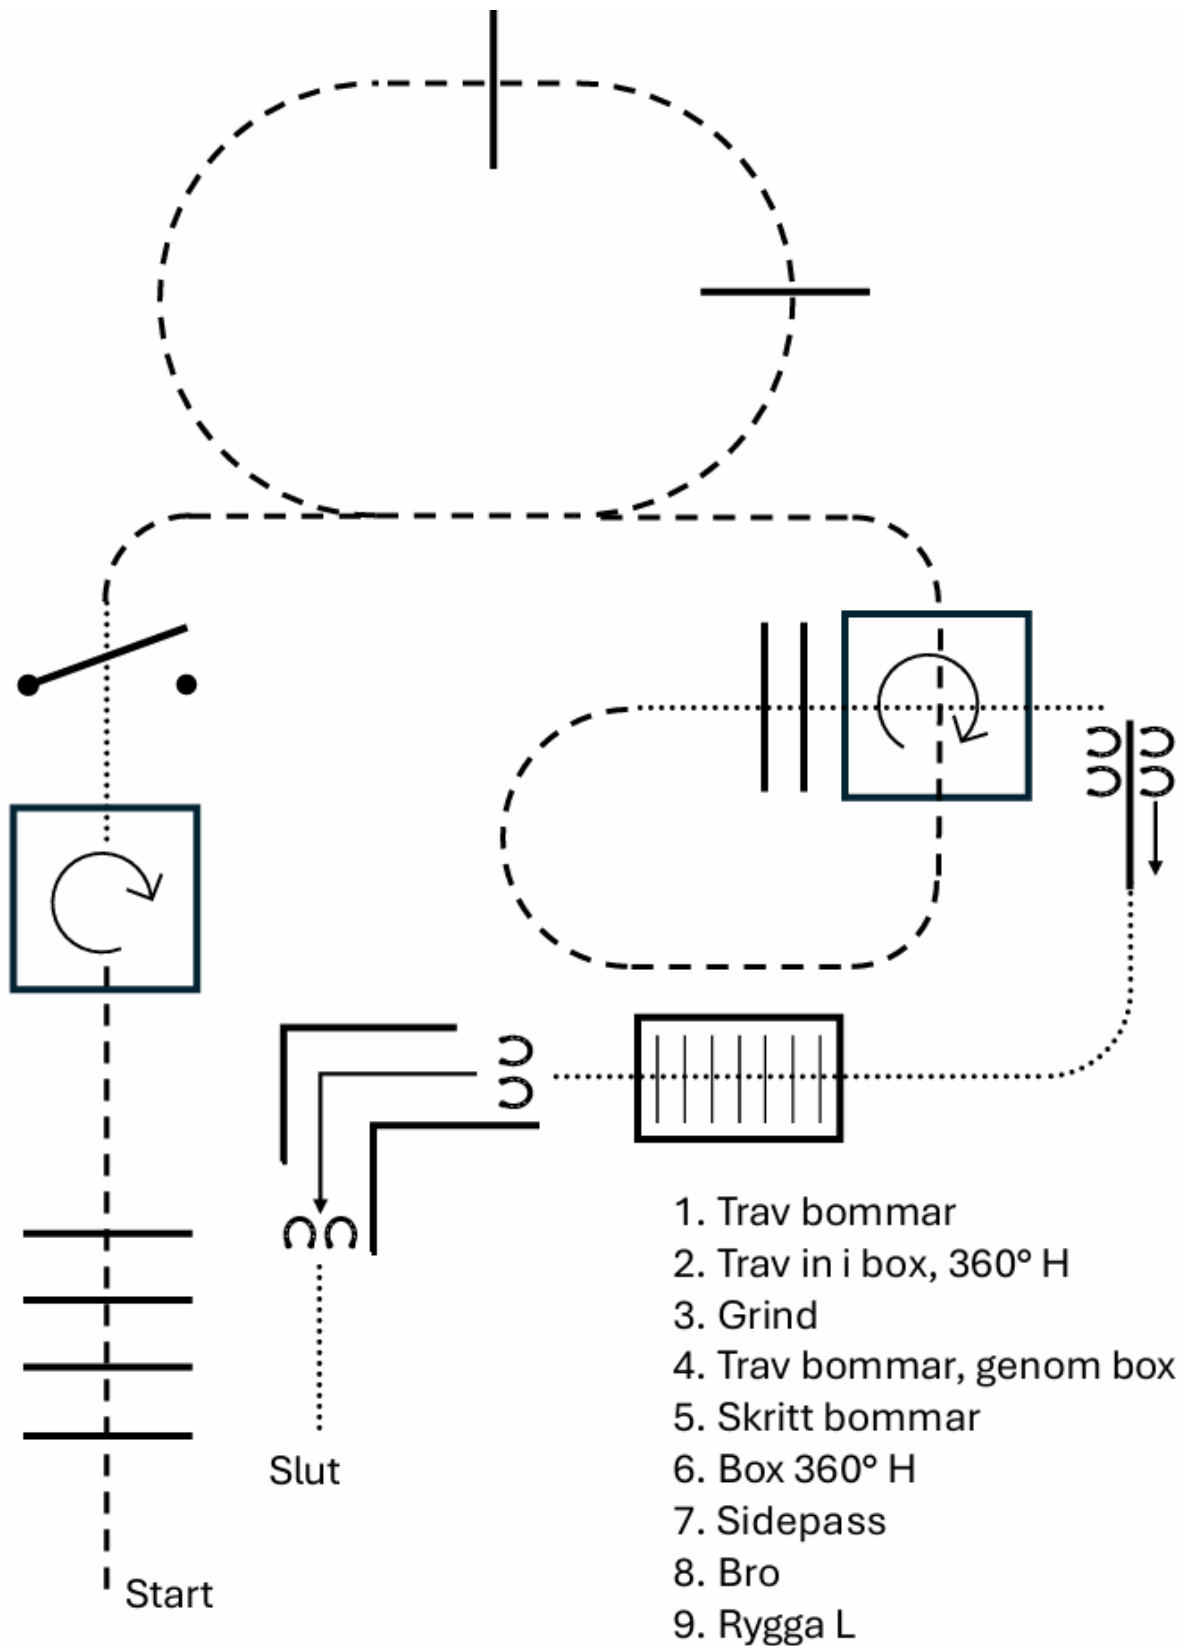 1. Trav bommar
2. Trav in i box, 360° H
3. Grind
4. Trav bommar, genom box
5. Skritt bommar
6. Box 360° H
7. Sidepass
8. Bro
9. Rygga L
Slut
Start